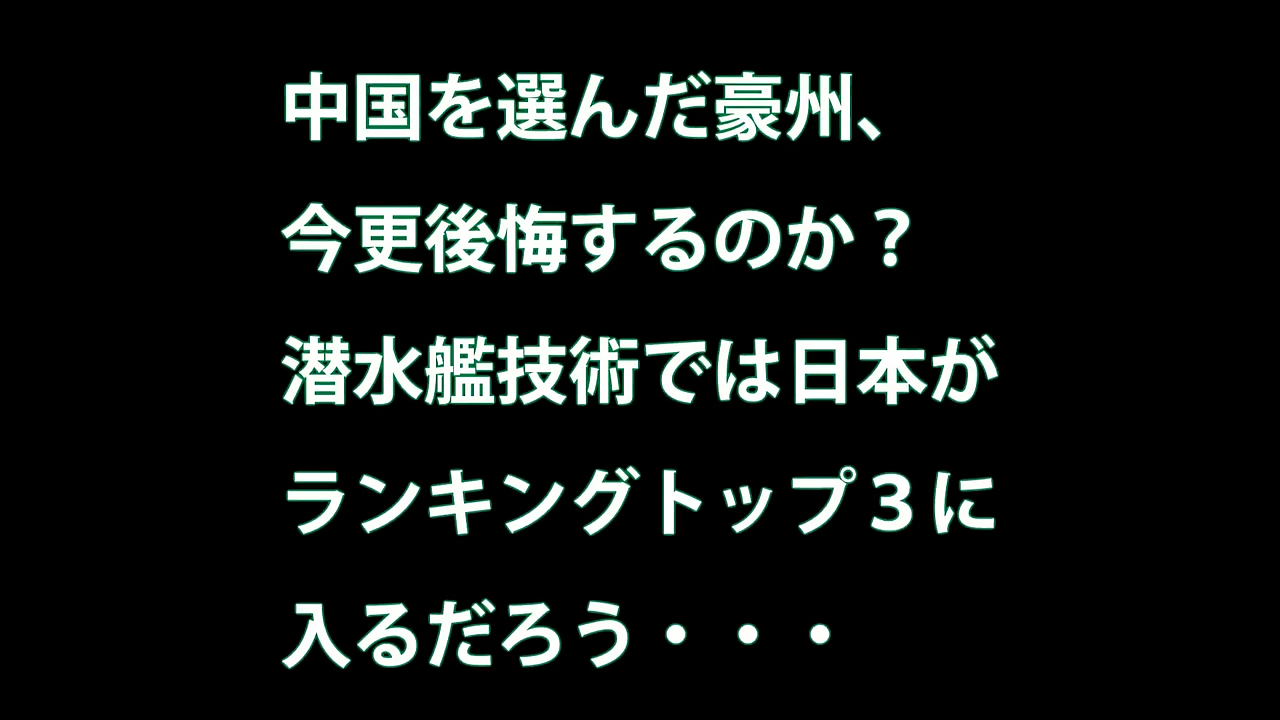 中国を選んだ豪州、
今更後悔するのか？
潜水艦技術では日本が
ランキングトップ３に
入るだろう・・・